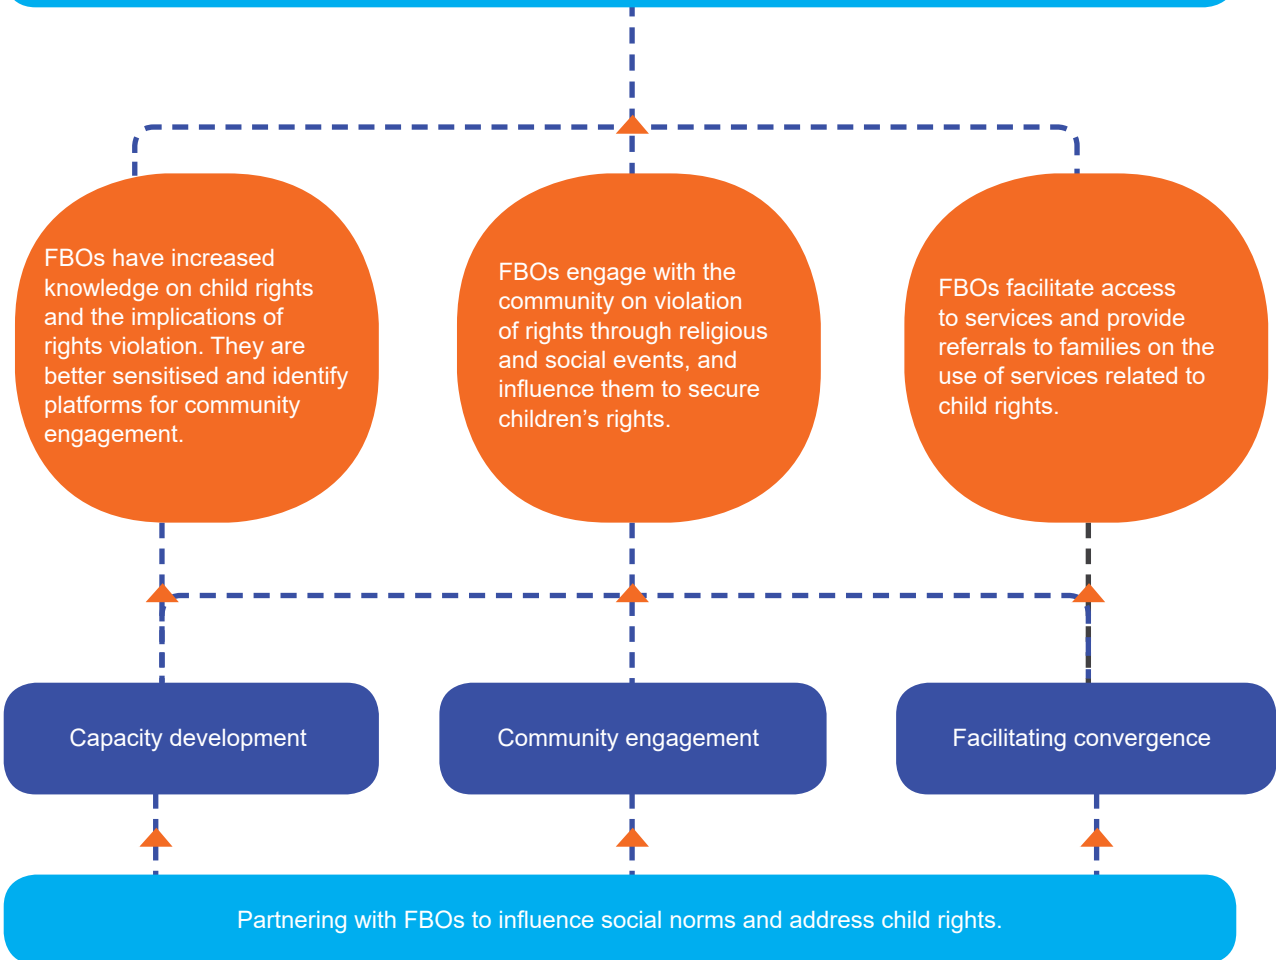 FBOs have increased
knowledge on child rights
and the implications of
rights violation. They are
better sensitised and identify
platforms for community
engagement.
FBOs engage with the
community on violation
of rights through religious
and social events, and
influence them to secure
children’s rights.
FBOs facilitate access
to services and provide
referrals to families on the
use of services related to
child rights.
Capacity development
Community engagement
Facilitating convergence
Partnering with FBOs to influence social norms and address child rights.